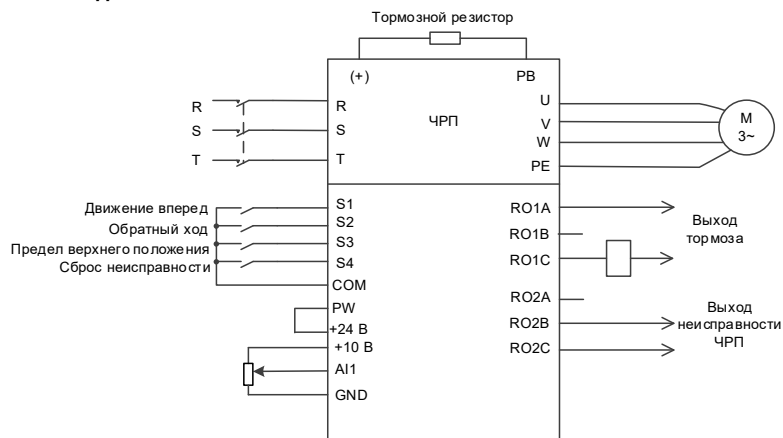 Тормозной резистор
(+)
PB
R
R
S
S
T
T
ЧРП
U
V
W
PE
M
3~
Движение вперед
S1
Обратный ход
S2
Предел верхнего положения
S3
Сброс неисправности
S4
COM
PW
+24 В
+10 В
AI1
GND
RO1A
RO1B
RO1C
Выход
тормоза
RO2A
RO2B
RO2C
Выход
неисправности
ЧРП